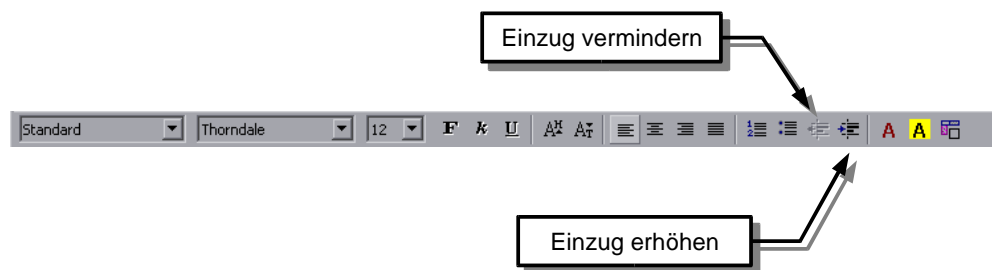 Einzug vermindern
Standard Thorndale 12 F k U A A A A
Einzug erhöhen